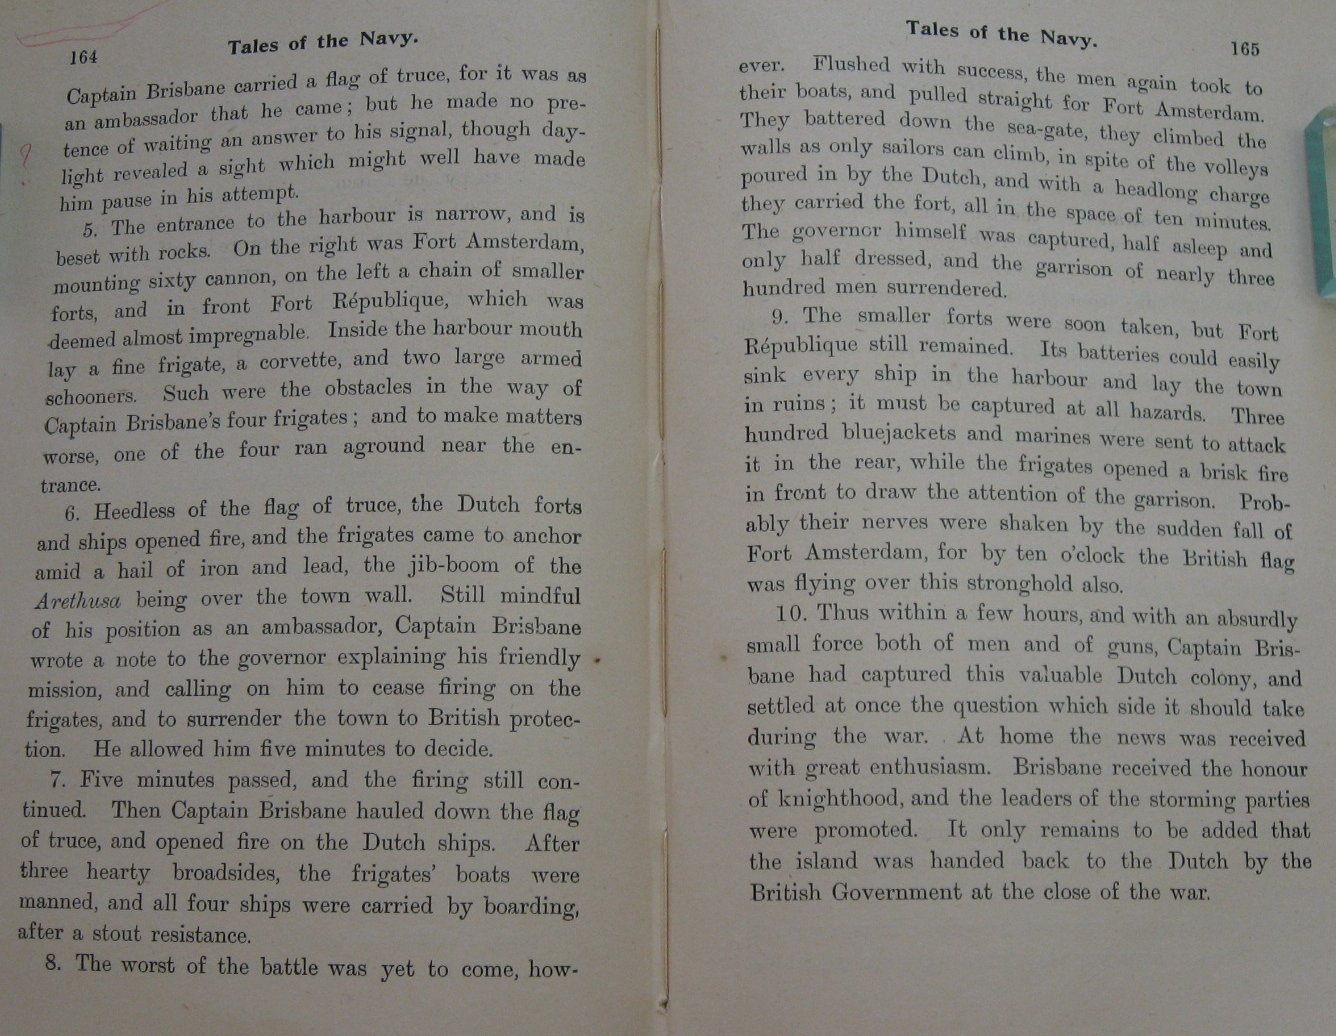 164
Tales of the Navy.
Captain Brisbane carried a flag of truce, for it was as
an ambassador that he came; but he made no pre-
tence of waiting an answer to his signal, though day-
light revealed a sight which might well have made
him pause in his attempt.
5. The entrance to the harbour is narrow, and is
beset with rocks. On the right was Fort Amsterdam,
mounting sixty cannon, on the left a chain of smaller
forts, and in front Fort République, which was
deemed almost impregnable. Inside the harbour mouth
lay a fine frigate, a corvette, and two large armed
schooners. Such were the obstacles in the way of
Captain Brisbane's four frigates; and to make matters
worse, one of the four ran aground near the en-
trance.
6. Heedless of the flag of truce, the Dutch forts
and ships opened fire, and the frigates came to anchor
amid a hail of iron and lead, the jib-boom of the
Arethusa being over the town wall. Still mindful
of his position as an ambassador, Captain Brisbane
wrote a note to the governor explaining his friendly
mission, and calling on him to cease firing on the
frigates, and to surrender the town to British protec-
tion. He allowed him five minutes to decide.
7. Five minutes passed, and the firing still con-
tinued. Then Captain Brisbane hauled down the flag
of truce, and opened fire on the Dutch ships. After
three hearty broadsides, the frigates' boats were
manned, and all four ships were carried by boarding,
after a stout resistance.
8. The worst of the battle was yet to come, how-
Tales of the Navy.
165
ever. Flushed with success, the men again took to
their boats, and pulled straight for Fort Amsterdam.
They battered down the sea-gate, they climbed the
walls as only sailors can climb, in spite of the volleys
poured in by the Dutch, and with a headlong charge
they carried the fort, all in the space of ten minutes.
The governor himself was captured, half asleep and
only half dressed, and the garrison of nearly three
hundred men surrendered.
9. The smaller forts were soon taken, but Fort
République still remained. Its batteries could easily
sink every ship in the harbour and lay the town
in ruins; it must be captured at all hazards. Three
hundred bluejackets and marines were sent to attack
it in the rear, while the frigates opened a brisk fire
in front to draw the attention of the garrison. Prob-
ably their nerves were shaken by the sudden fall of
Fort Amsterdam, for by ten o'clock the British flag
was flying over this stronghold also.
10. Thus within a few hours, and with an absurdly
small force both of men and of guns, Captain Bris-
bane had captured this valuable Dutch colony, and
settled at once the question which side it should take
during the war. At home the news was received
with great enthusiasm. Brisbane received the honour
of knighthood, and the leaders of the storming parties
were promoted. It only remains to be added that
the island was handed back to the Dutch by the
British Government at the close of the war.